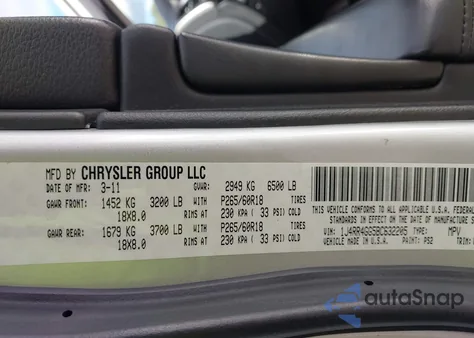 MFD BY CHRYSLER GROUP LLC
DATE OF MFR: 3-11 GVWR: 2949 KG 6500 LB
GAWR FRONT: 1452 KG 3200 LB WITH P265/60R18 TIRES
18X8.0 RIMS AT 230 KPA ( 33 PSI) COLD
GAWR REAR: 1679 KG 3700 LB WITH P265/60R18 TIRES
18X8.0 RIMS AT 230 KPA ( 33 PSI) COLD
THIS VEHICLE CONFORMS TO ALL APPLICABLE U.S.A. FEDERAL
STANDARDS IN EFFECT ON THE DATE OF MANUFACTURE S
VIN: 1J4RR4GG5BC632205 MPV
VEHICLE MADE IN U.S.A. PAINT: PS2 TRIM:
autoSnap